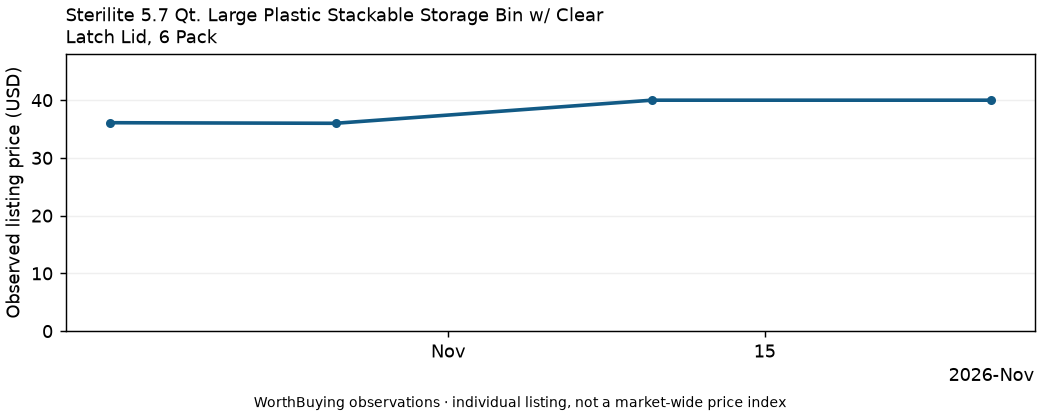 Sterilite 5.7 Qt. Large Plastic Stackable Storage Bin w/ Clear
Latch Lid, 6 Pack
Observed listing price (USD)
40
30
20
10
0
Nov
15
2026-Nov
WorthBuying observations · individual listing, not a market-wide price index